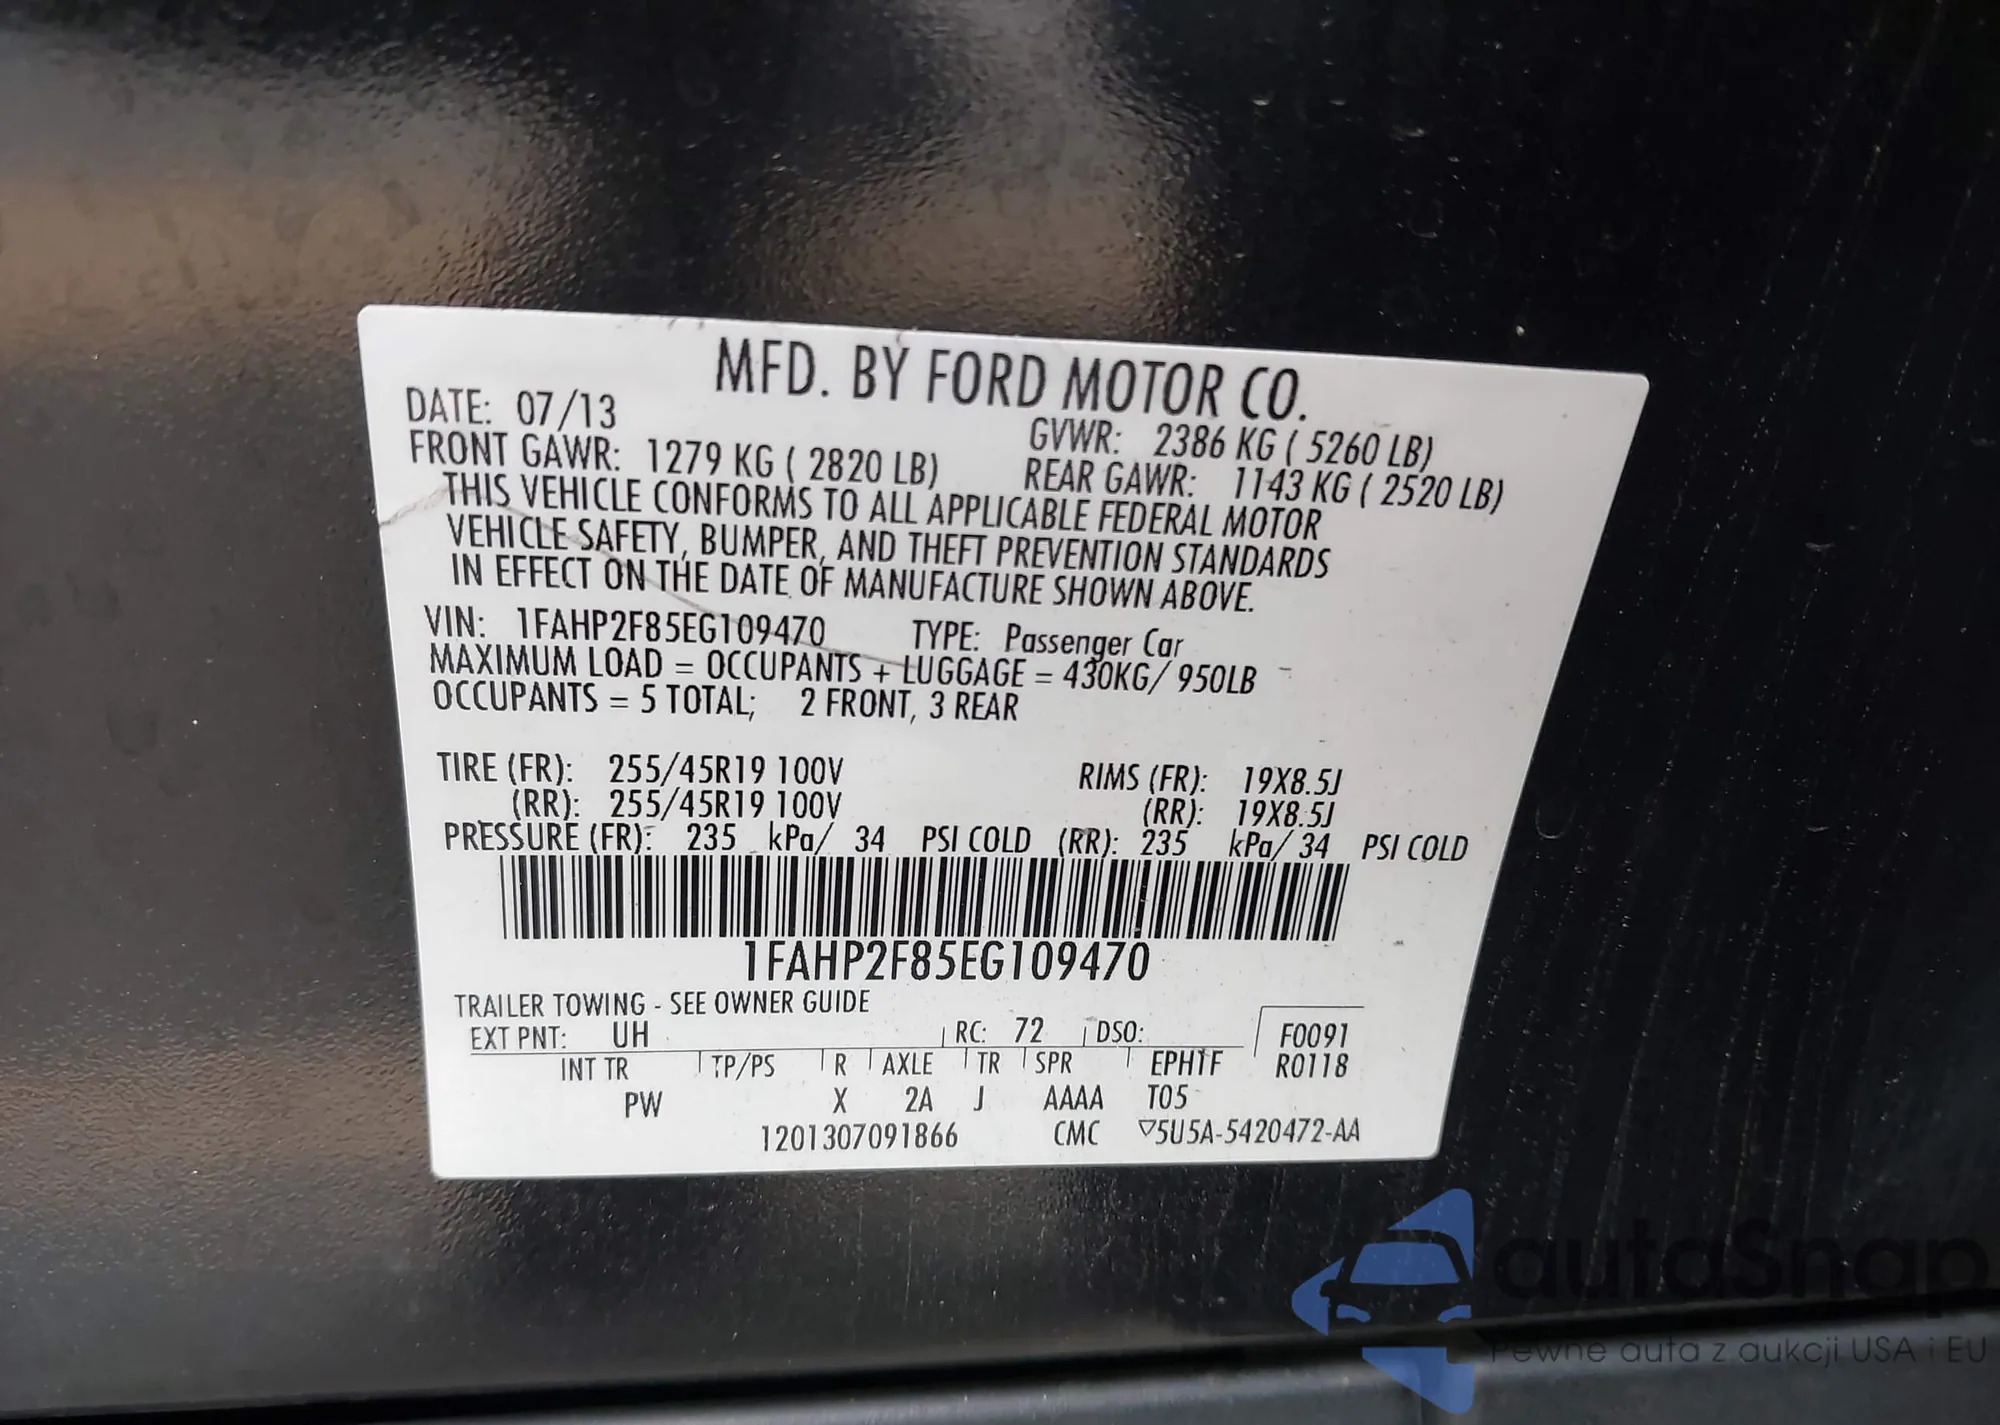 MFD. BY FORD MOTOR CO.
DATE: 07/13
GVWR: 2386 KG ( 5260 LB)
FRONT GAWR: 1279 KG ( 2820 LB)
REAR GAWR: 1143 KG ( 2520 LB)
THIS VEHICLE CONFORMS TO ALL APPLICABLE FEDERAL MOTOR
VEHICLE SAFETY, BUMPER, AND THEFT PREVENTION STANDARDS
IN EFFECT ON THE DATE OF MANUFACTURE SHOWN ABOVE.
VIN: 1FAHP2F85EG109470 TYPE: Passenger Car
MAXIMUM LOAD = OCCUPANTS + LUGGAGE = 430KG/ 950LB
OCCUPANTS = 5 TOTAL; 2 FRONT, 3 REAR
TIRE (FR): 255/45R19 100V RIMS (FR): 19X8.5J
(RR): 255/45R19 100V (RR): 19X8.5J
PRESSURE (FR): 235 kPa/ 34 PSI COLD (RR): 235 kPa/ 34 PSI COLD
1FAHP2F85EG109470
TRAILER TOWING - SEE OWNER GUIDE
EXT PNT: UH RC: 72 DSO: F0091
INT TR TP/PS R AXLE TR SPR EPH1F R0118
PW X 2A J AAAA T05
1201307091866 CMC ▽5U5A-5420472-AA
autoSnap
Pewne auta z aukcji USA i EU